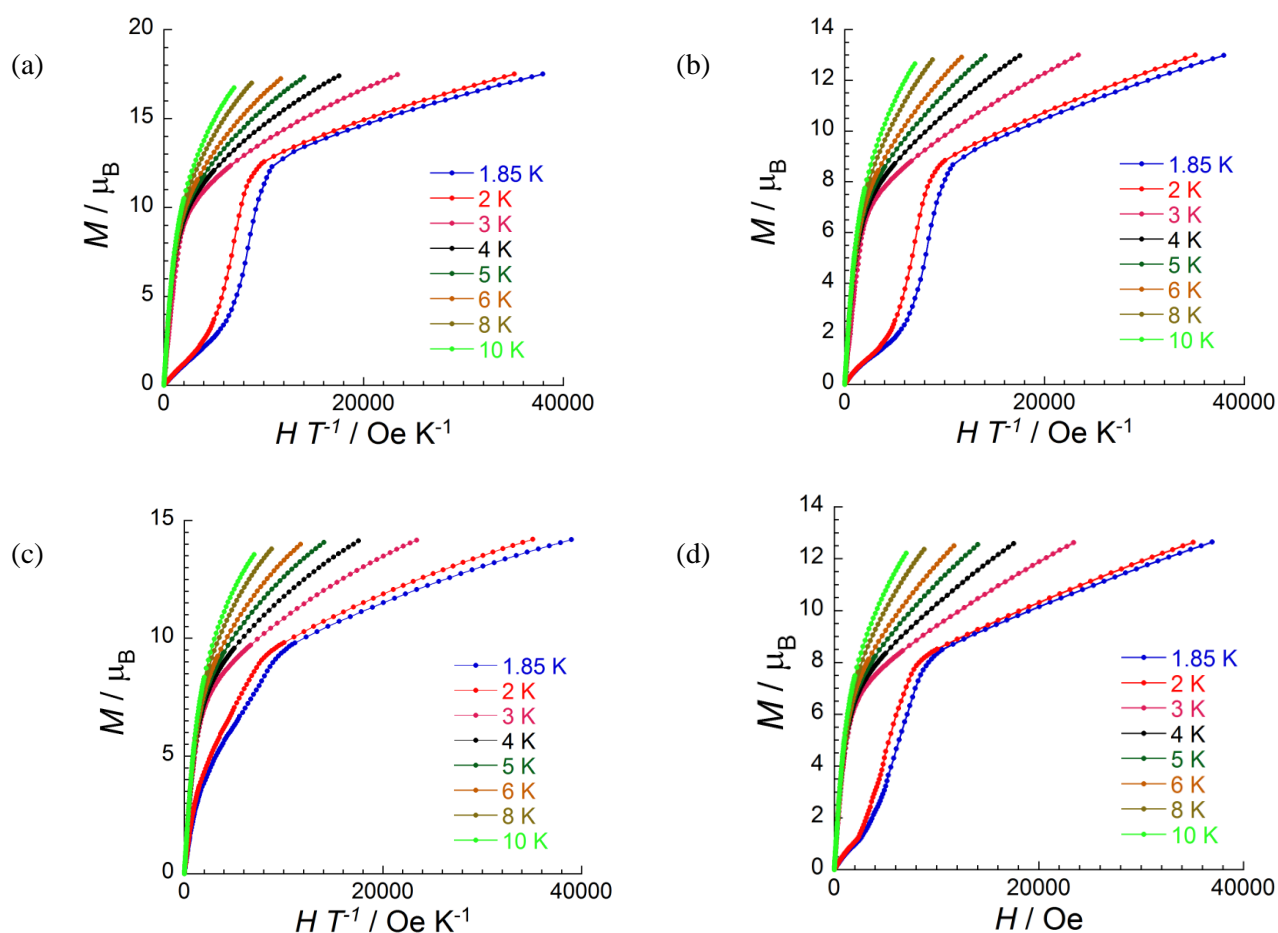 (a)
20
15
10
5
0
M / μB
0
20000
40000
H T-1 / Oe K-1
1.85 K
2 K
3 K
4 K
5 K
6 K
8 K
10 K
(b)
14
12
10
8
6
4
2
0
M / μB
0
20000
40000
H T-1 / Oe K-1
1.85 K
2 K
3 K
4 K
5 K
6 K
8 K
10 K
(c)
15
10
5
0
M / μB
0
20000
40000
H T-1 / Oe K-1
1.85 K
2 K
3 K
4 K
5 K
6 K
8 K
10 K
(d)
14
12
10
8
6
4
2
0
M / μB
0
20000
40000
H / Oe
1.85 K
2 K
3 K
4 K
5 K
6 K
8 K
10 K